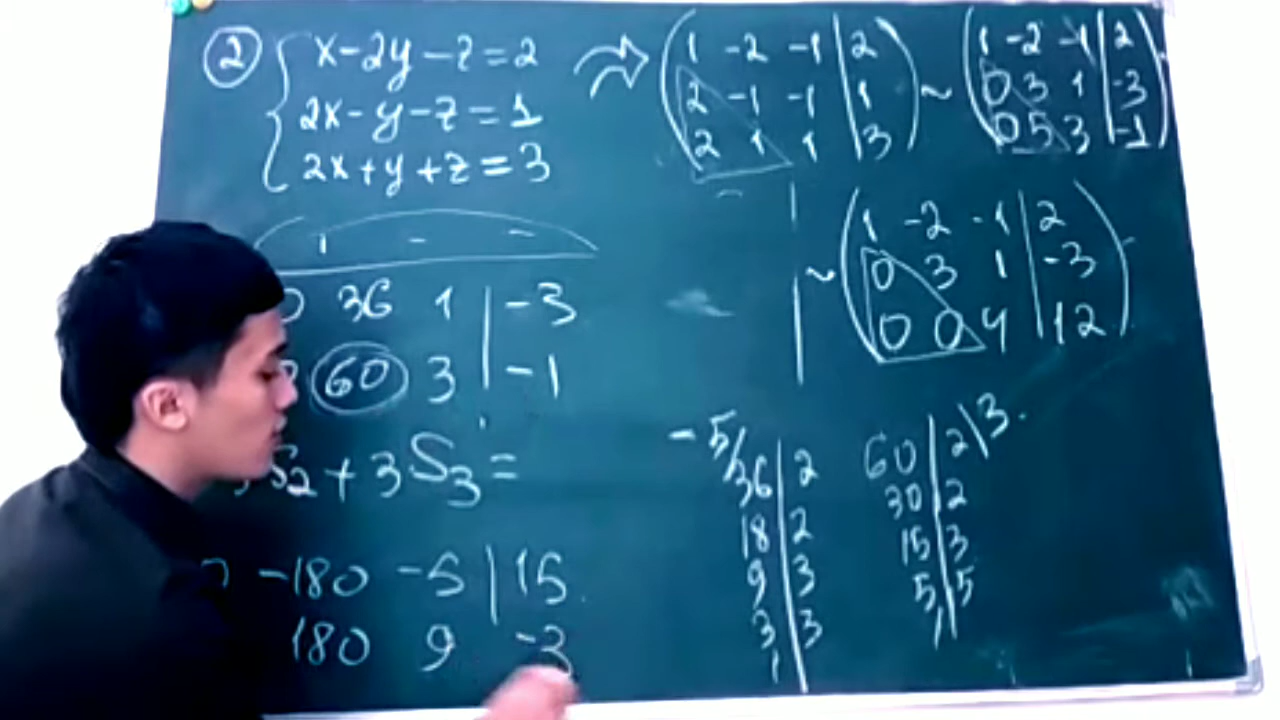 ② x-2y-z=2
2x-y-z=1
2x+y+z=3
1 -2 -1 | 2
2 -1 -1 | 1
2 1 1 | 3
~
1 -2 -1 | 2
0 3 1 | -3
0 5 3 | -1
~
1 -2 -1 | 2
0 3 1 | -3
0 0 4 | 12
36 1 | -3
60 3 | -1
S2 + 3S3 =
-180 -5 | 15
180 9 -3
-5/
36 | 2
18 | 2
9 | 3
3 | 3
1
60 | 2 \ 3
30 | 2
15 | 3
5 | 5
1